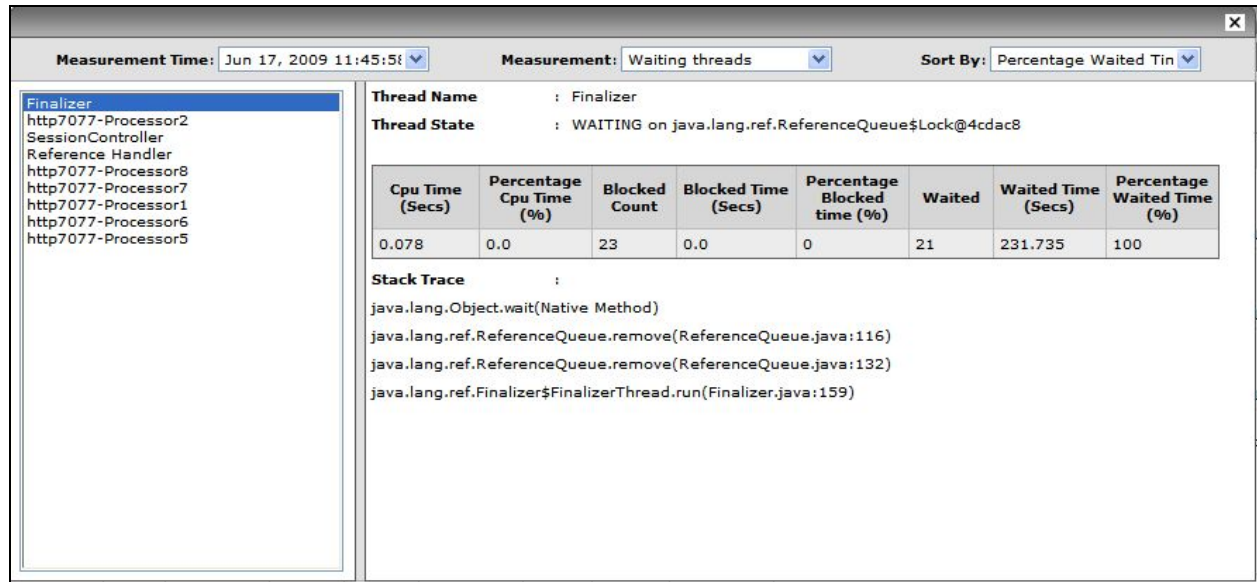 Measurement Time: Jun 17, 2009 11:45:58 Measurement: Waiting threads Sort By: Percentage Waited Tin
Finalizer
http7077-Processor2
SessionController
Reference Handler
http7077-Processor8
http7077-Processor7
http7077-Processor1
http7077-Processor6
http7077-Processor5
Thread Name : Finalizer
Thread State : WAITING on java.lang.ref.ReferenceQueue$Lock@4cdac8
Cpu Time (Secs) Percentage Cpu Time (%) Blocked Count Blocked Time (Secs) Percentage Blocked time (%) Waited Waited Time (Secs) Percentage Waited Time (%)
0.078 0.0 23 0.0 0 21 231.735 100
Stack Trace :
java.lang.Object.wait(Native Method)
java.lang.ref.ReferenceQueue.remove(ReferenceQueue.java:116)
java.lang.ref.ReferenceQueue.remove(ReferenceQueue.java:132)
java.lang.ref.Finalizer$FinalizerThread.run(Finalizer.java:159)